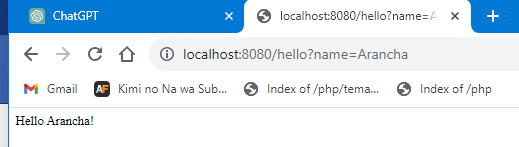 ChatGPT
localhost:8080/hello?name=A
localhost:8080/hello?name=Arancha
Gmail
AF
Kimi no Na wa Sub...
Index of /php/tema...
Index of /php
Hello Arancha!